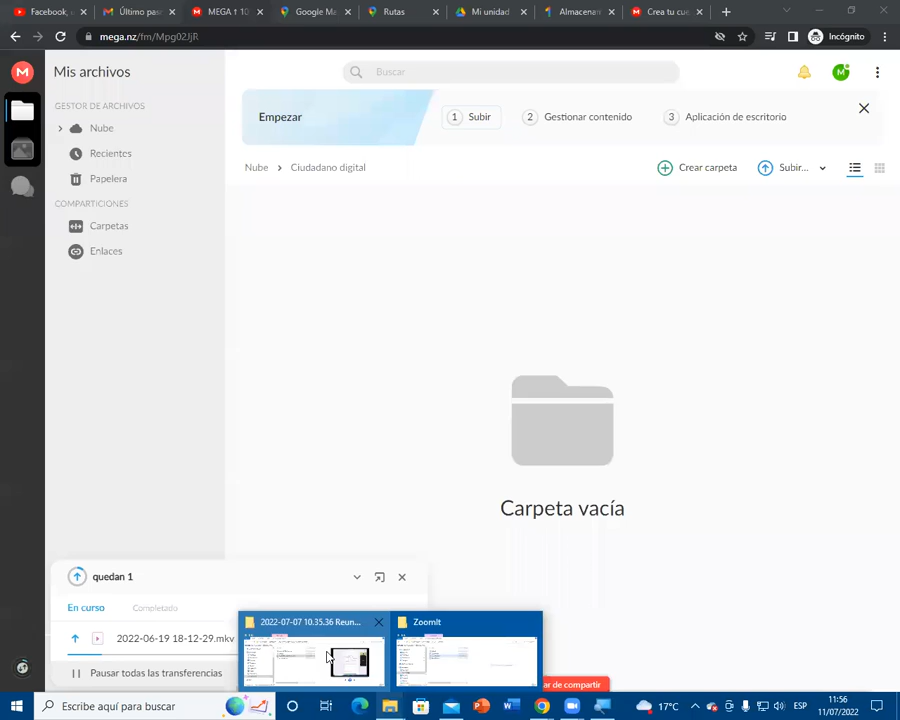 Facebook, u
Último pas
MEGA
10
Google Ma
Rutas
Mi unidad
Almacenam
Crea tu cue
mega.nz/fm/Mpg02JjR
Incógnito
Mis archivos
Buscar
M
GESTOR DE ARCHIVOS
Nube
Recientes
Papelera
COMPARTICIONES
Carpetas
Enlaces
Empezar
1 Subir
2 Gestionar contenido
3 Aplicación de escritorio
Nube > Ciudadano digital
Crear carpeta
Subir...
Carpeta vacía
quedan 1
En curso
Completado
2022-06-19 18-12-29.mkv
Pausar todas las transferencias
2022-07-07 10.35.36 Reun...
ZoomIt
ar de compartir
Escribe aquí para buscar
17°C
ESP
11:56
11/07/2022